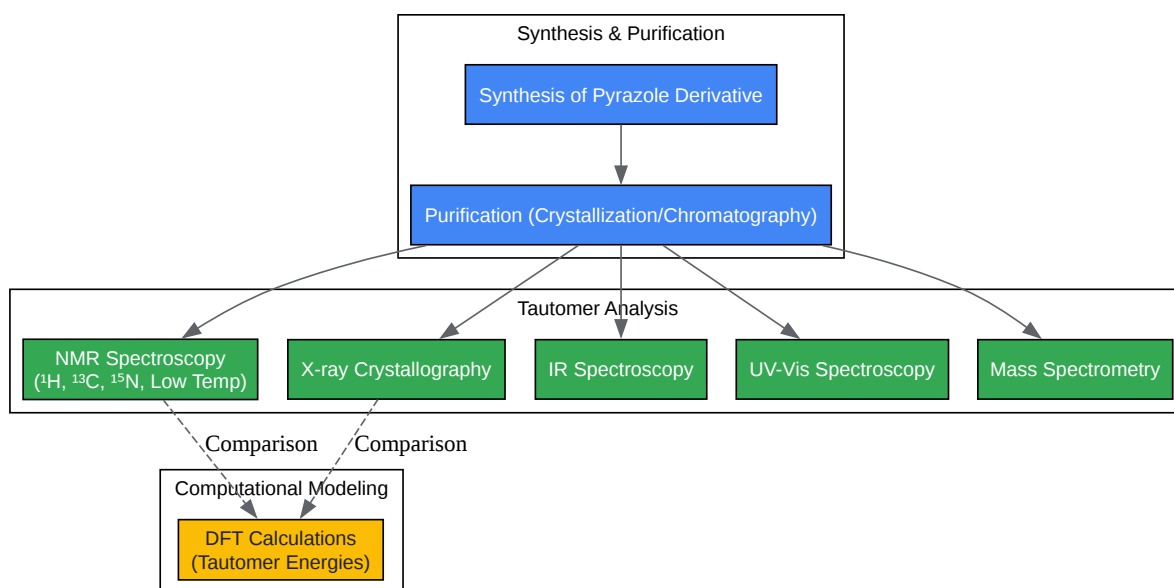 Synthesis & Purification
Synthesis of Pyrazole Derivative
Purification (Crystallization/Chromatography)
Tautomer Analysis
NMR Spectroscopy
(¹H, ¹³C, ¹⁵N, Low Temp)
X-ray Crystallography
IR Spectroscopy
UV-Vis Spectroscopy
Mass Spectrometry
Comparison
Comparison
Computational Modeling
DFT Calculations
(Tautomer Energies)